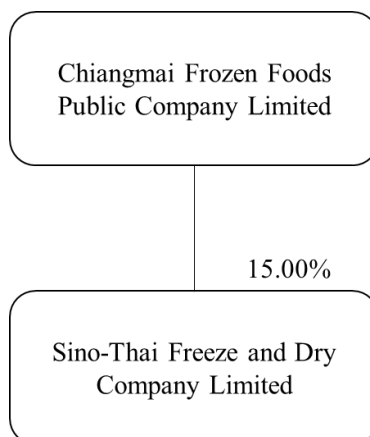 Chiangmai Frozen Foods
Public Company Limited
15.00%
Sino-Thai Freeze and Dry
Company Limited